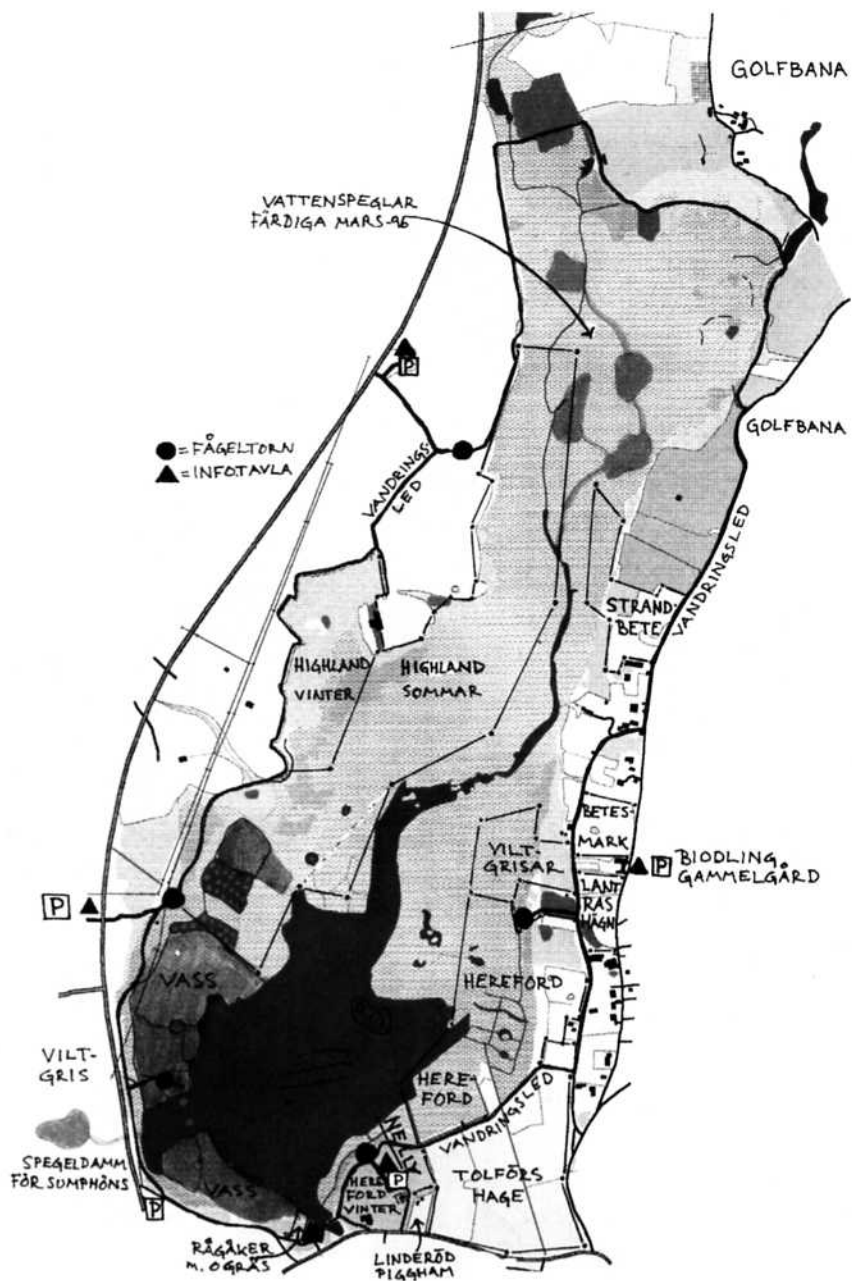 GOLFBANA
VATTENSPEGLAR
FÄRDIGA MARS-96
P
● = FÅGELTORN
▲ = INFOTAVLA
VANDRINGS-
LED
GOLFBANA
VANDRINGSLED
STRAND-
BETE
HIGHLAND
VINTER
HIGHLAND
SOMMAR
BETES-
MARK
VILT-
GRISAR
P
BIODLING
GAMMELGÅRD
LANT
RAS
HÄGN
P
VASS
HEREFORD
VILT-
GRIS
HERE-
FORD
VANDRINGSLED
NELLY
SPEGELDAMM
FÖR SUMPHÖNS
P
VASS
HERE
FORD
VINTER
P
TOLFÖRS
HAGE
RÅGÅKER
M. OGRÄS
LINDERÖD
PIGGHAM